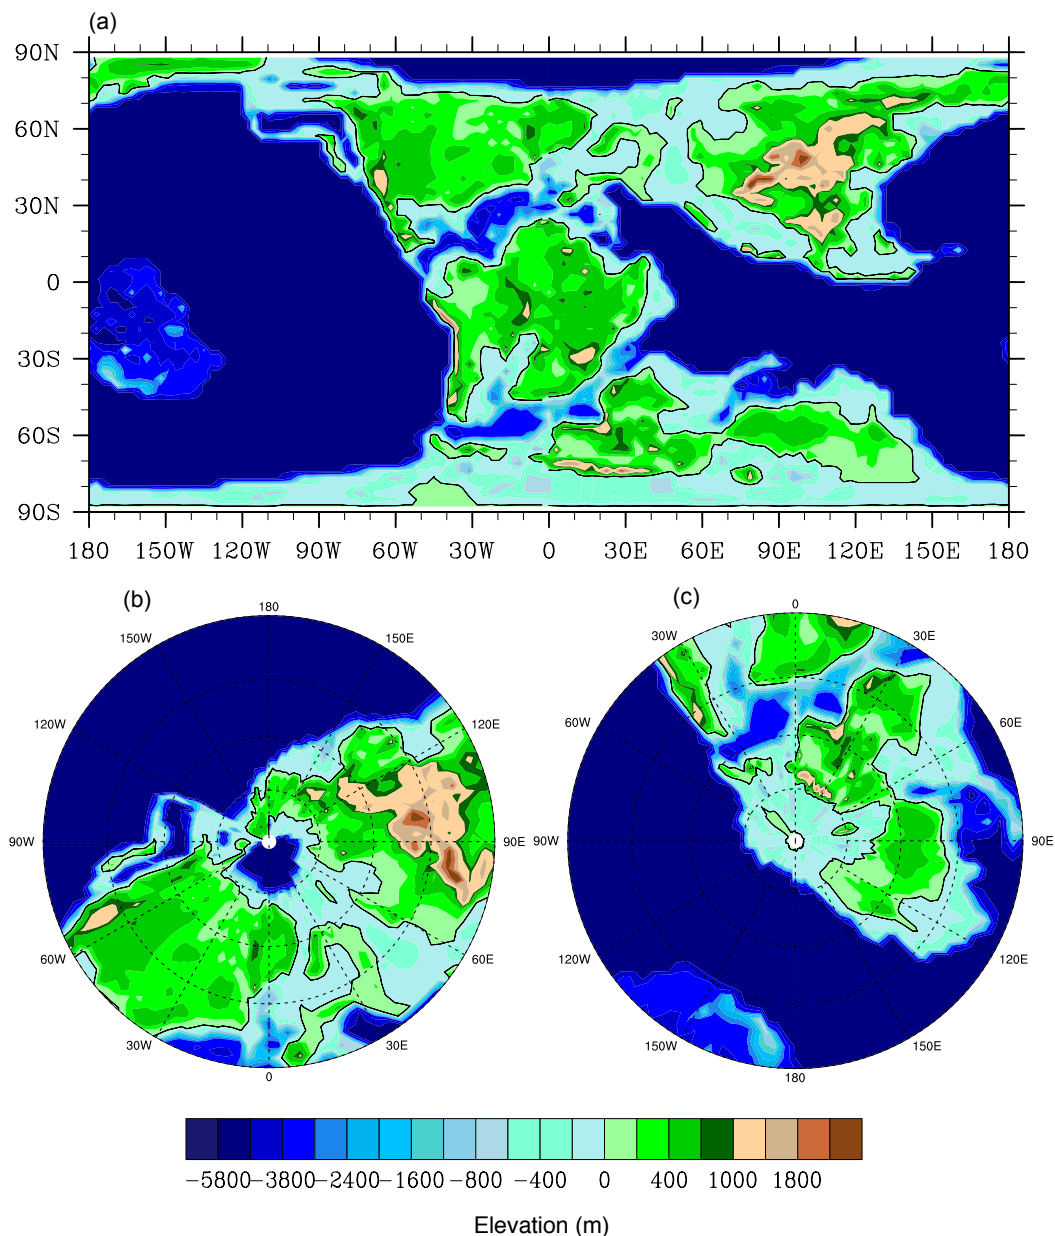 (a)
90N
60N
30N
0
30S
60S
90S
180 150W 120W 90W 60W 30W 0 30E 60E 90E 120E 150E 180
(b)
180
150W 150E
120W 120E
90W 90E
60W 60E
30W 30E
0
(c)
0
30W 30E
60W 60E
90W 90E
120W 120E
150W 150E
180
−5800−3800−2400−1600 −800 −400 0 400 1000 1800
Elevation (m)